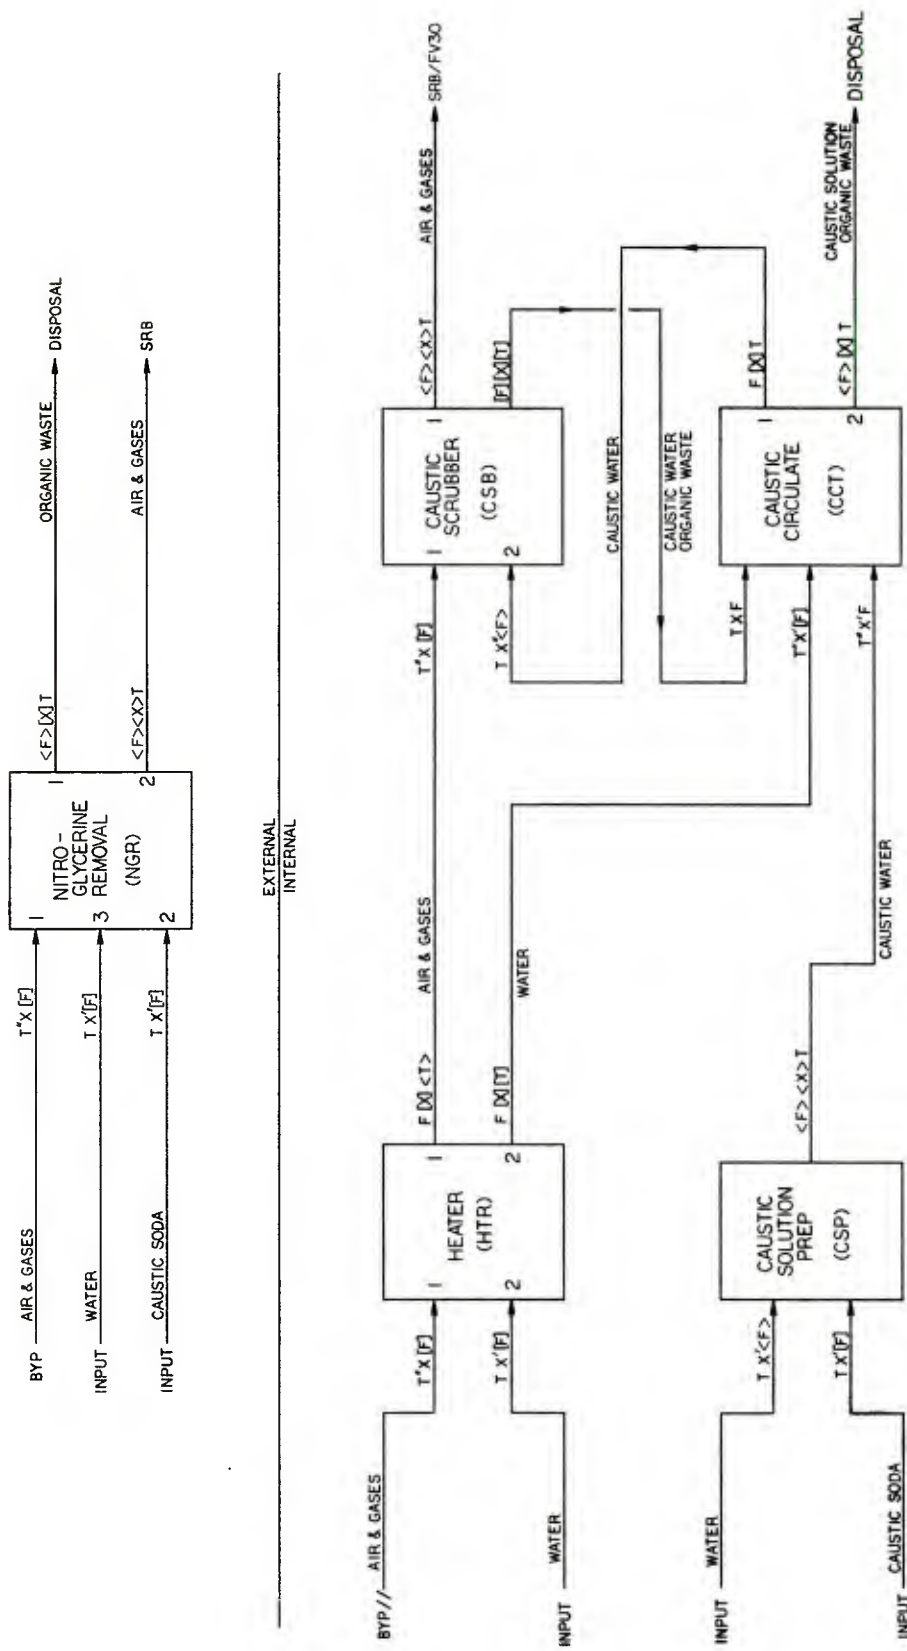 BYP
AIR & GASES
T"X [F]
INPUT
WATER
T X'[F]
INPUT
CAUSTIC SODA
T X'[F]
1
3
2
NITRO-
GLYCERINE
REMOVAL
(NGR)
1
2
<F>[X]T
ORGANIC WASTE
DISPOSAL
<F><X>T
AIR & GASES
SRB
EXTERNAL
INTERNAL
BYP//
AIR & GASES
T"X [F]
INPUT
WATER
T X'[F]
1
2
HEATER
(HTR)
1
2
F [X]<T>
AIR & GASES
T"X [F]
F [X][T]
WATER
T"X'[F]
1
2
CAUSTIC
SCRUBBER
(CSB)
1
2
<F><X>T
AIR & GASES
SRB/FV30
[F][X][T]
CAUSTIC WATER
T X"<F>
CAUSTIC WATER
ORGANIC WASTE
T X F
INPUT
WATER
T X'<F>
INPUT
CAUSTIC SODA
T X'[F]
CAUSTIC
SOLUTION
PREP
(CSP)
<F><X>T
CAUSTIC WATER
T"X'F
CAUSTIC
CIRCULATE
(CCT)
1
2
F [X] T
<F>[X] T
CAUSTIC SOLUTION
ORGANIC WASTE
DISPOSAL